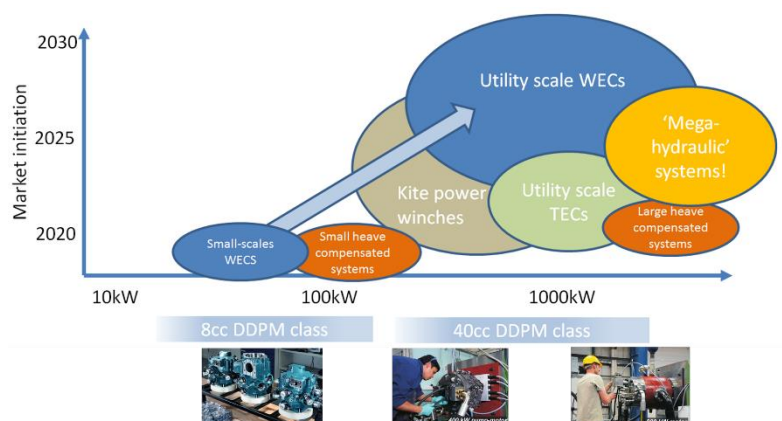 2030
2025
2020
Market initiation
Utility scale WECs
'Mega-
hydraulic'
systems!
Kite power
winches
Utility scale
TECs
Small-scales
WECS
Small heave
compensated
systems
Large heave
compensated
systems
10kW
100kW
1000kW
8cc DDPM class
40cc DDPM class